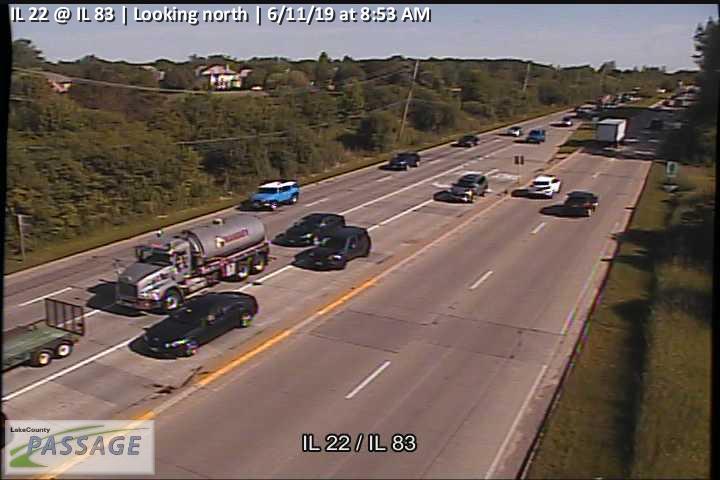 IL 22 @ IL 83 | Looking north | 6/11/19 at 8:53 AM
IL 22 / IL 83
LakeCounty
PASSAGE